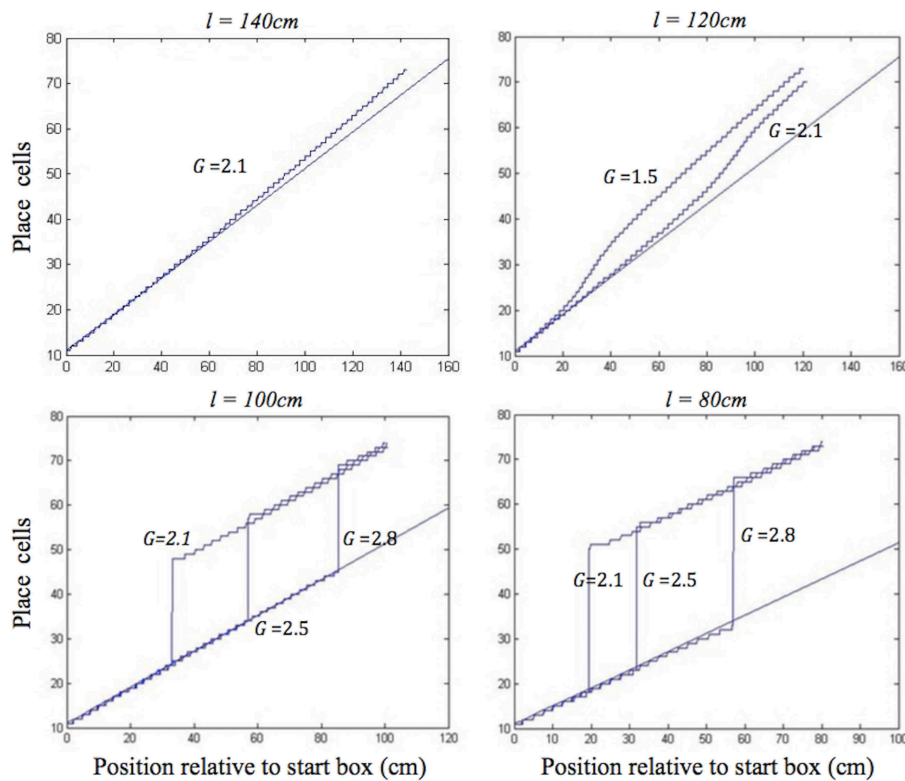 l = 140cm
l = 120cm
Place cells
80
70
60
50
40
30
20
10
0 20 40 60 80 100 120 140 160
G =2.1
80
70
60
50
40
30
20
10
0 20 40 60 80 100 120 140 160
G =1.5
G =2.1
l = 100cm
l = 80cm
Place cells
80
70
60
50
40
30
20
10
0 20 40 60 80 100 120
G=2.1
G=2.8
G =2.5
80
70
60
50
40
30
20
10
0 10 20 30 40 50 60 70 80 90 100
G =2.8
G=2.1
G =2.5
Position relative to start box (cm)
Position relative to start box (cm)